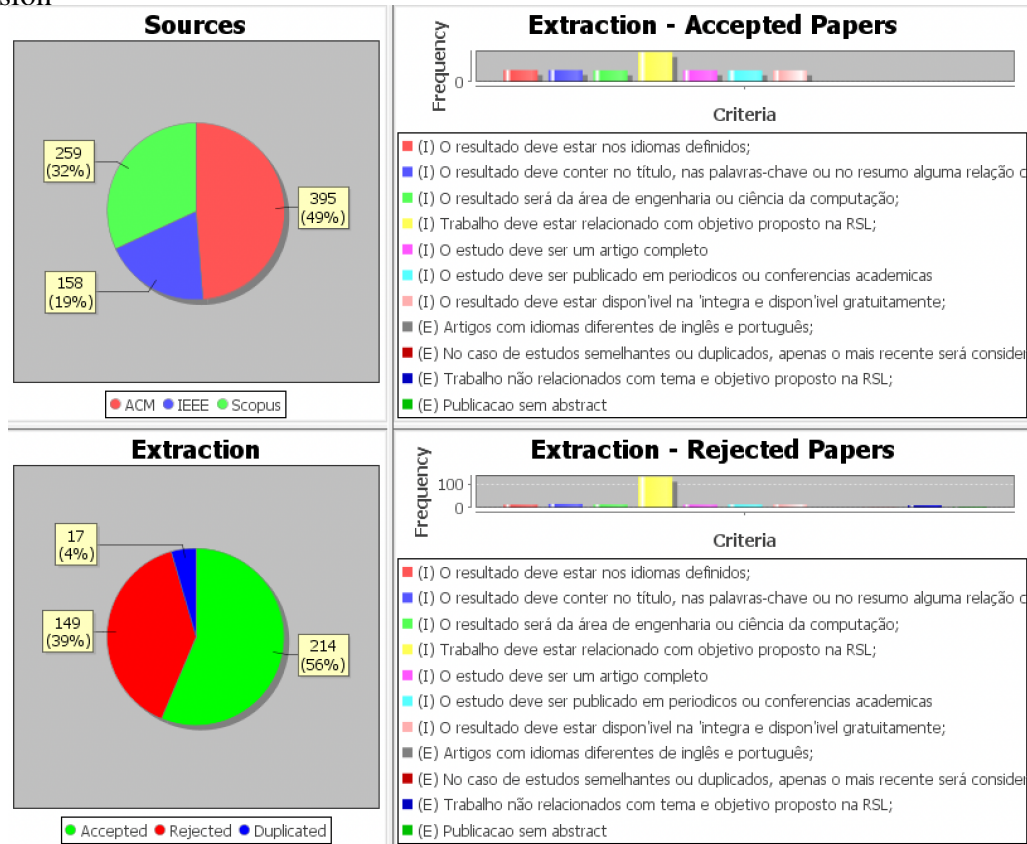 sion
Sources
259
(32%)
395
(49%)
158
(19%)
ACM IEEE Scopus
Extraction - Accepted Papers
Frequency
0
Criteria
(I) O resultado deve estar nos idiomas definidos;
(I) O resultado deve conter no título, nas palavras-chave ou no resumo alguma relação c
(I) O resultado será da área de engenharia ou ciência da computação;
(I) Trabalho deve estar relacionado com objetivo proposto na RSL;
(I) O estudo deve ser um artigo completo
(I) O estudo deve ser publicado em periodicos ou conferencias academicas
(I) O resultado deve estar dispon'ivel na 'integra e dispon'ivel gratuitamente;
(E) Artigos com idiomas diferentes de inglês e português;
(E) No caso de estudos semelhantes ou duplicados, apenas o mais recente será consider
(E) Trabalho não relacionados com tema e objetivo proposto na RSL;
(E) Publicacao sem abstract
Extraction
17
(4%)
149
(39%)
214
(56%)
Accepted Rejected Duplicated
Extraction - Rejected Papers
Frequency
100
0
Criteria
(I) O resultado deve estar nos idiomas definidos;
(I) O resultado deve conter no título, nas palavras-chave ou no resumo alguma relação c
(I) O resultado será da área de engenharia ou ciência da computação;
(I) Trabalho deve estar relacionado com objetivo proposto na RSL;
(I) O estudo deve ser um artigo completo
(I) O estudo deve ser publicado em periodicos ou conferencias academicas
(I) O resultado deve estar dispon'ivel na 'integra e dispon'ivel gratuitamente;
(E) Artigos com idiomas diferentes de inglês e português;
(E) No caso de estudos semelhantes ou duplicados, apenas o mais recente será consider
(E) Trabalho não relacionados com tema e objetivo proposto na RSL;
(E) Publicacao sem abstract